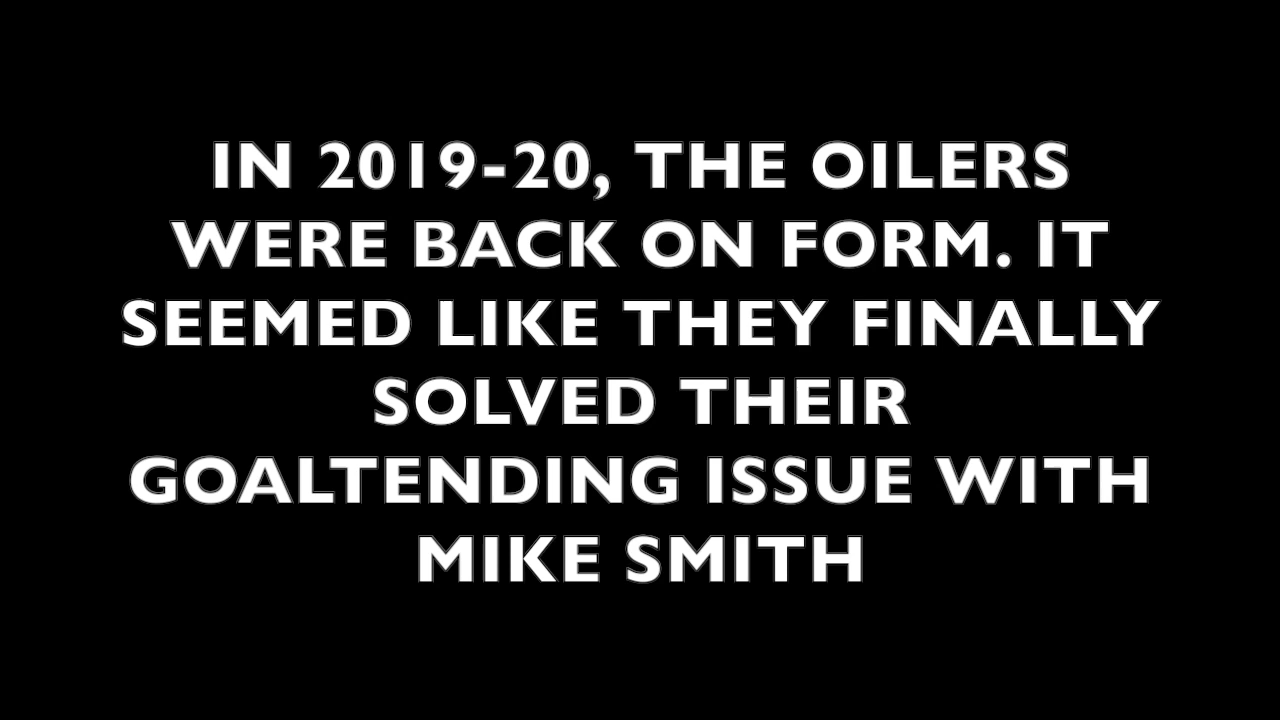 IN 2019-20, THE OILERS
WERE BACK ON FORM. IT
SEEMED LIKE THEY FINALLY
SOLVED THEIR
GOALTENDING ISSUE WITH
MIKE SMITH